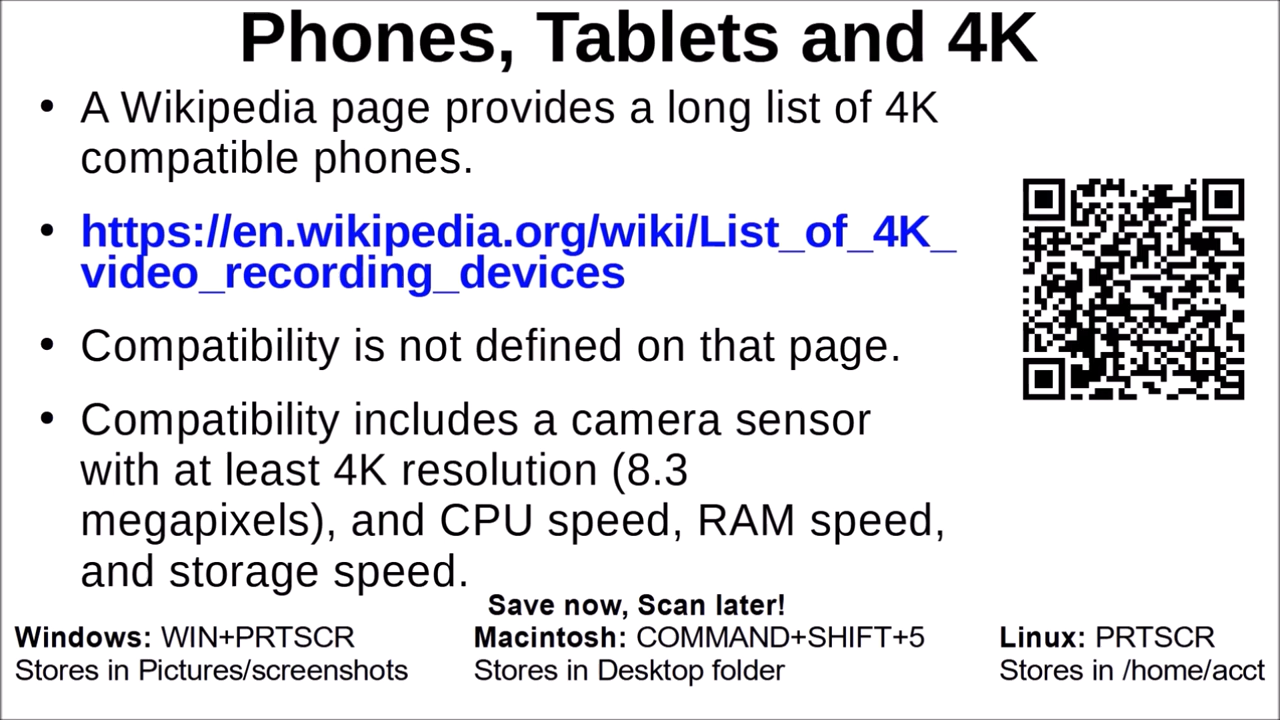 Phones, Tablets and 4K
• A Wikipedia page provides a long list of 4K
compatible phones.
• https://en.wikipedia.org/wiki/List_of_4K_
video_recording_devices
• Compatibility is not defined on that page.
• Compatibility includes a camera sensor
with at least 4K resolution (8.3
megapixels), and CPU speed, RAM speed,
and storage speed.
Save now, Scan later!
Windows: WIN+PRTSCR
Stores in Pictures/screenshots
Macintosh: COMMAND+SHIFT+5
Stores in Desktop folder
Linux: PRTSCR
Stores in /home/acct